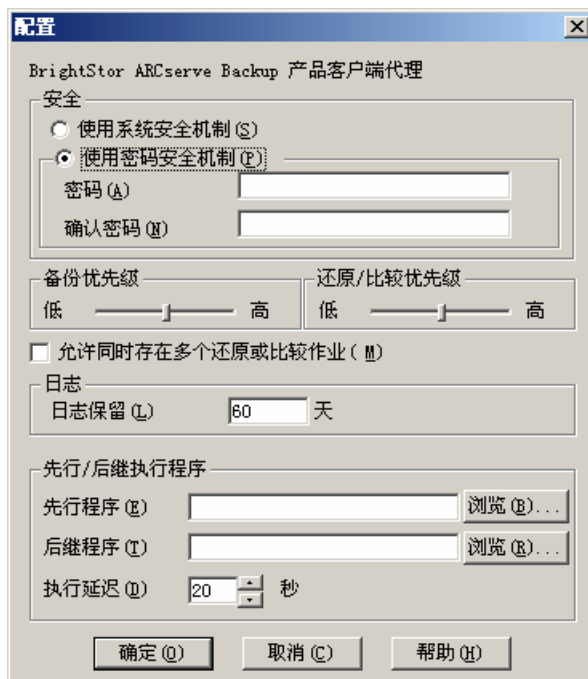 配置
BrightStor ARCserve Backup 产品客户端代理
安全
使用系统安全机制(S)
使用密码安全机制(P)
密码(A)
确认密码(N)
备份优先级
低 高
还原/比较优先级
低 高
允许同时存在多个还原或比较作业( M)
日志
日志保留(L) 60 天
先行/后继执行程序
先行程序(E) 浏览(B)...
后继程序(T) 浏览(R)...
执行延迟(D) 20 秒
确定(O) 取消(C) 帮助(H)